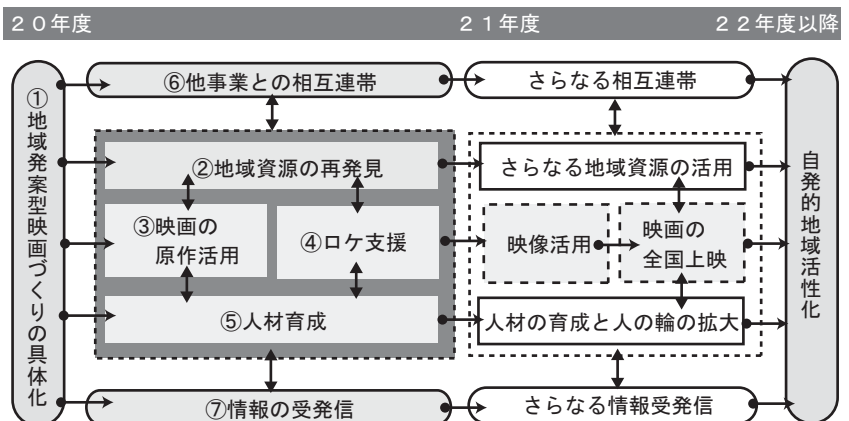 ２０年度
２１年度
２２年度以降
①地域発案型映画づくりの具体化
⑥他事業との相互連帯
さらなる相互連帯
②地域資源の再発見
さらなる地域資源の活用
③映画の
原作活用
④ロケ支援
映像活用
映画の
全国上映
⑤人材育成
人材の育成と人の輪の拡大
⑦情報の受発信
さらなる情報受発信
自発的地域活性化